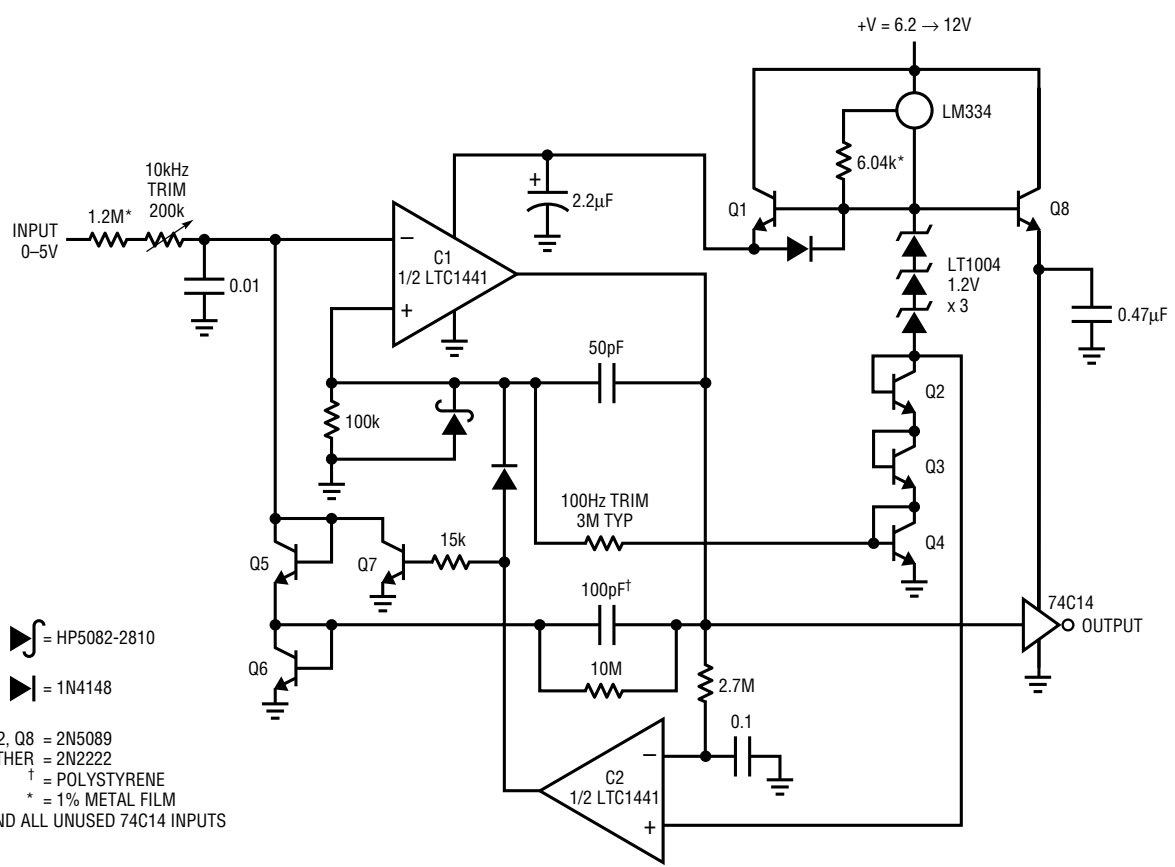 +V = 6.2 → 12V
LM334
6.04k*
Q1
Q8
10kHz
TRIM
200k
1.2M*
INPUT
0–5V
+
2.2µF
−
C1
1/2 LTC1441
+
0.01
LT1004
1.2V
x 3
0.47µF
50pF
100k
Q2
Q3
Q4
100Hz TRIM
3M TYP
15k
Q5
Q7
100pF†
74C14
OUTPUT
= HP5082-2810
Q6
10M
2.7M
= 1N4148
0.1
2, Q8 = 2N5089
THER = 2N2222
† = POLYSTYRENE
* = 1% METAL FILM
ND ALL UNUSED 74C14 INPUTS
−
C2
1/2 LTC1441
+